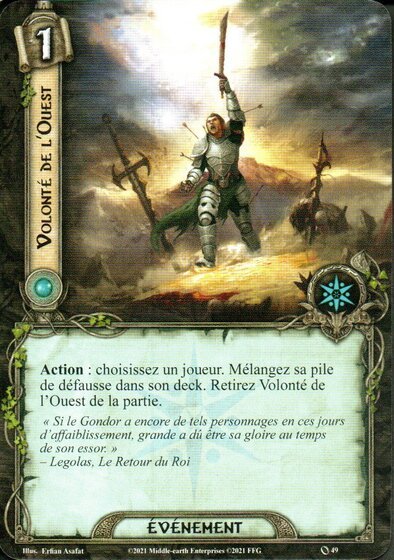 1
VOLONTÉ DE L'OUEST
Action : choisissez un joueur. Mélangez sa pile
de défausse dans son deck. Retirez Volonté de
l'Ouest de la partie.
« Si le Gondor a encore de tels personnages en ces jours
d'affaiblissement, grande a dû être sa gloire au temps
de son essor. »
– Legolas, Le Retour du Roi
ÉVÉNEMENT
Illus. Erfian Asafat
©2021 Middle-earth Enterprises ©2021 FFG
49